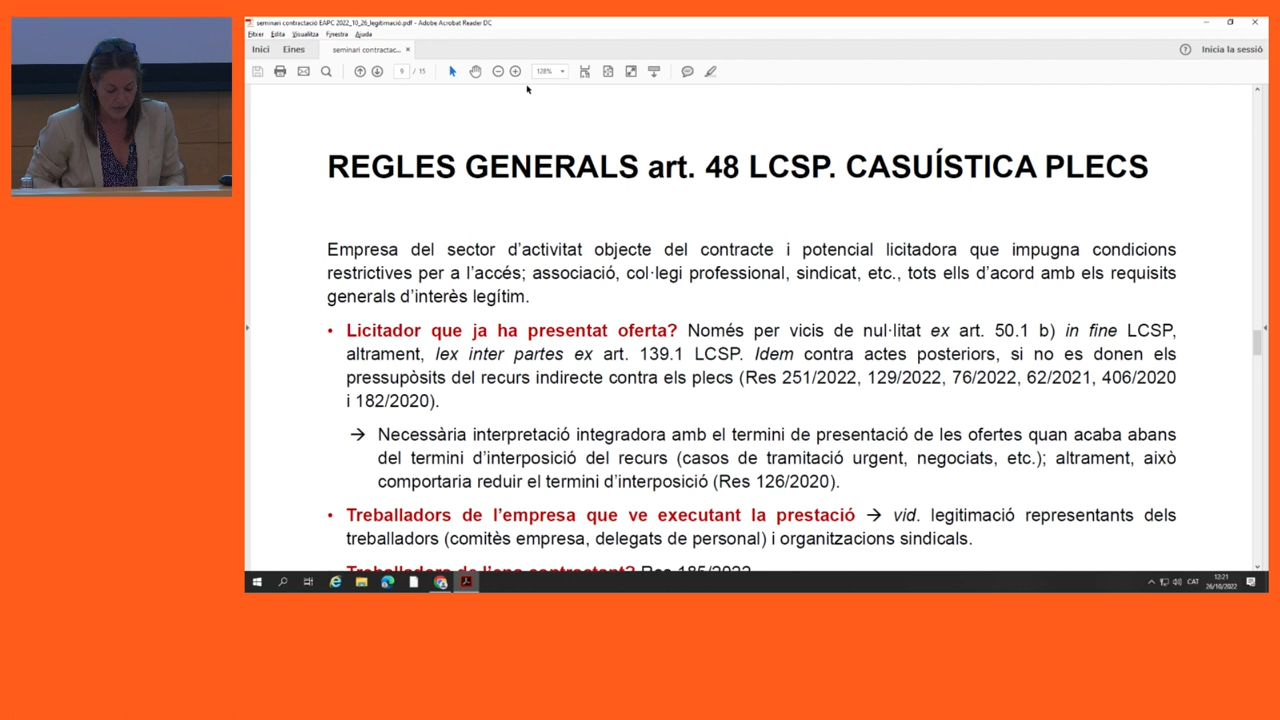 seminari contractació EAPC 2022_10_26_legitimació.pdf - Adobe Acrobat Reader DC
Fitxer Edita Visualitza Finestra Ajuda
Inici Eines seminari contractac... × Inicia la sessió
9 / 15 128%
REGLES GENERALS art. 48 LCSP. CASUÍSTICA PLECS
Empresa del sector d’activitat objecte del contracte i potencial licitadora que impugna condicions
restrictives per a l’accés; associació, col·legi professional, sindicat, etc., tots ells d’acord amb els requisits
generals d’interès legítim.
• Licitador que ja ha presentat oferta? Només per vicis de nul·litat ex art. 50.1 b) in fine LCSP,
altrament, lex inter partes ex art. 139.1 LCSP. Idem contra actes posteriors, si no es donen els
pressupòsits del recurs indirecte contra els plecs (Res 251/2022, 129/2022, 76/2022, 62/2021, 406/2020
i 182/2020).
→ Necessària interpretació integradora amb el termini de presentació de les ofertes quan acaba abans
del termini d’interposició del recurs (casos de tramitació urgent, negociats, etc.); altrament, això
comportaria reduir el termini d’interposició (Res 126/2020).
• Treballadors de l’empresa que ve executant la prestació → vid. legitimació representants dels
treballadors (comitès empresa, delegats de personal) i organitzacions sindicals.
Treballadors de l’ens contractant? Res 185/2022
CAT 12:21
26/10/2022